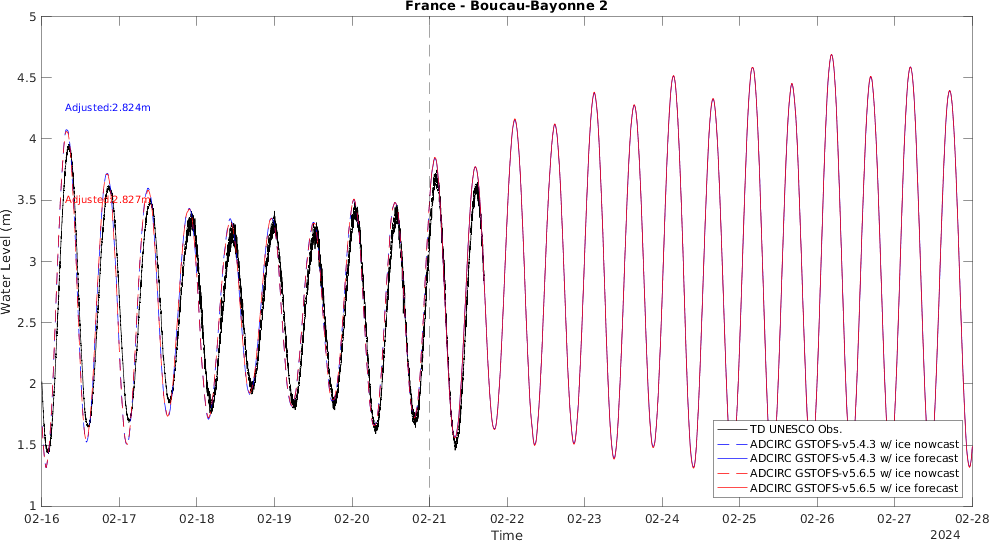 France - Boucau-Bayonne 2
5
4.5
4
3.5
3
2.5
2
1.5
1
Water Level (m)
Adjusted:2.824m
Adjusted:2.827m
TD UNESCO Obs.
ADCIRC GSTOFS-v5.4.3 w/ ice nowcast
ADCIRC GSTOFS-v5.4.3 w/ ice forecast
ADCIRC GSTOFS-v5.6.5 w/ ice nowcast
ADCIRC GSTOFS-v5.6.5 w/ ice forecast
02-16 02-17 02-18 02-19 02-20 02-21 02-22 02-23 02-24 02-25 02-26 02-27 02-28
Time
2024